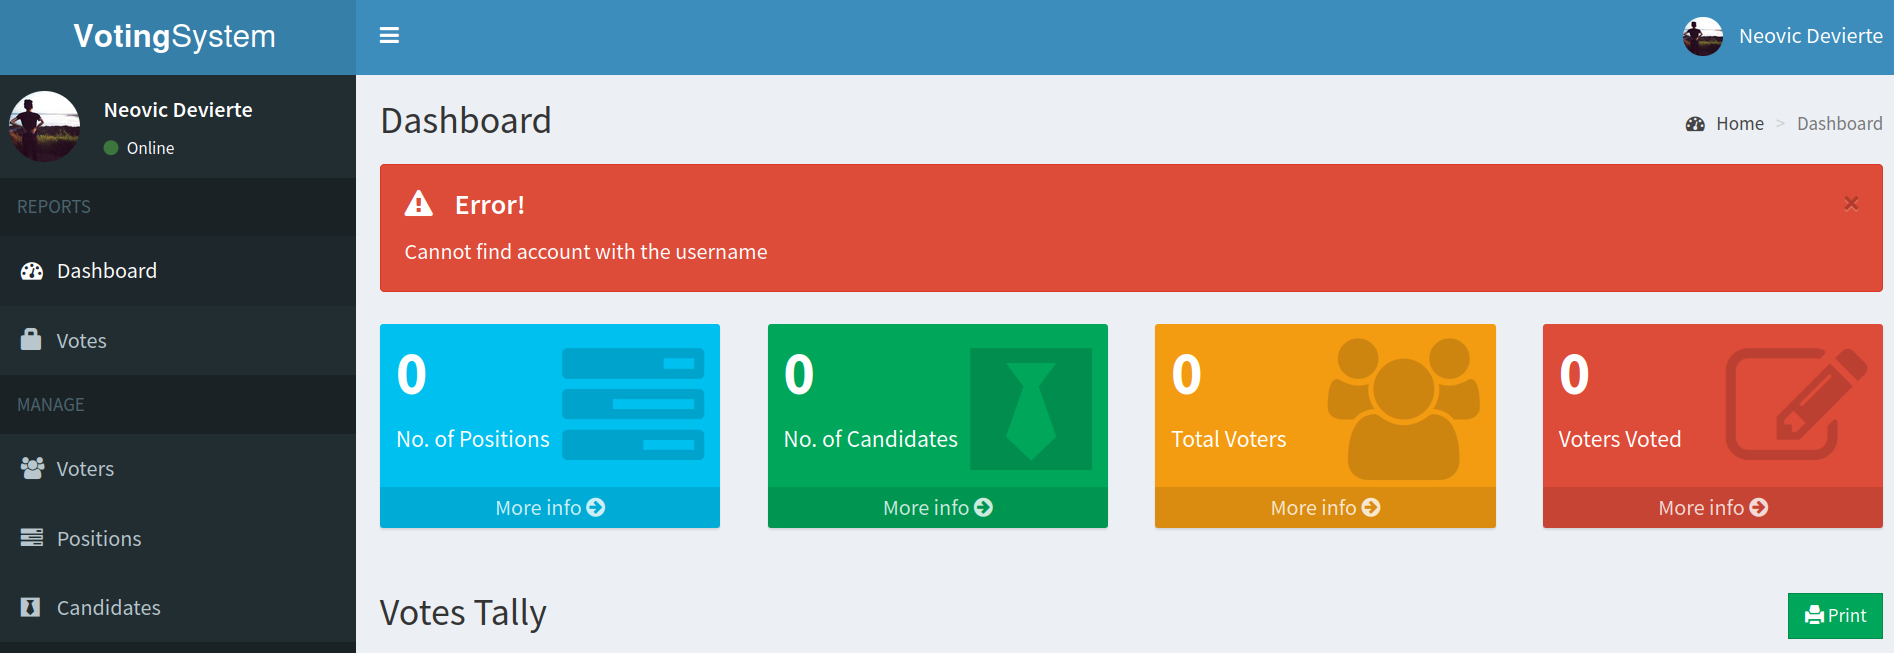 VotingSystem
Neovic Devierte
Neovic Devierte
Online
REPORTS
Dashboard
Votes
MANAGE
Voters
Positions
Candidates
Dashboard
Home > Dashboard
Error!
×
Cannot find account with the username
0
No. of Positions
More info
0
No. of Candidates
More info
0
Total Voters
More info
0
Voters Voted
More info
Votes Tally
Print